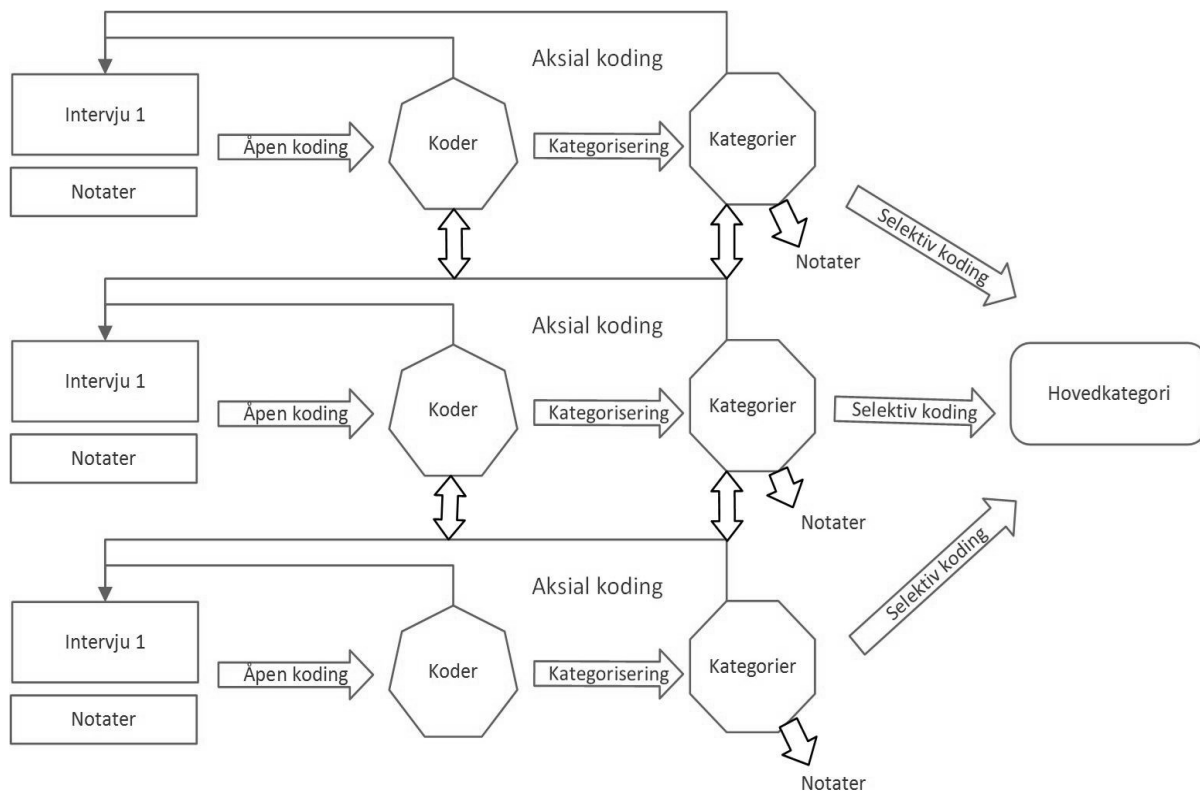 Aksial koding
Intervju 1
Åpen koding
Koder
Kategorisering
Kategorier
Notater
Notater
Selektiv koding
Aksial koding
Intervju 1
Åpen koding
Koder
Kategorisering
Kategorier
Selektiv koding
Hovedkategori
Notater
Notater
Selektiv koding
Aksial koding
Intervju 1
Åpen koding
Koder
Kategorisering
Kategorier
Notater
Notater